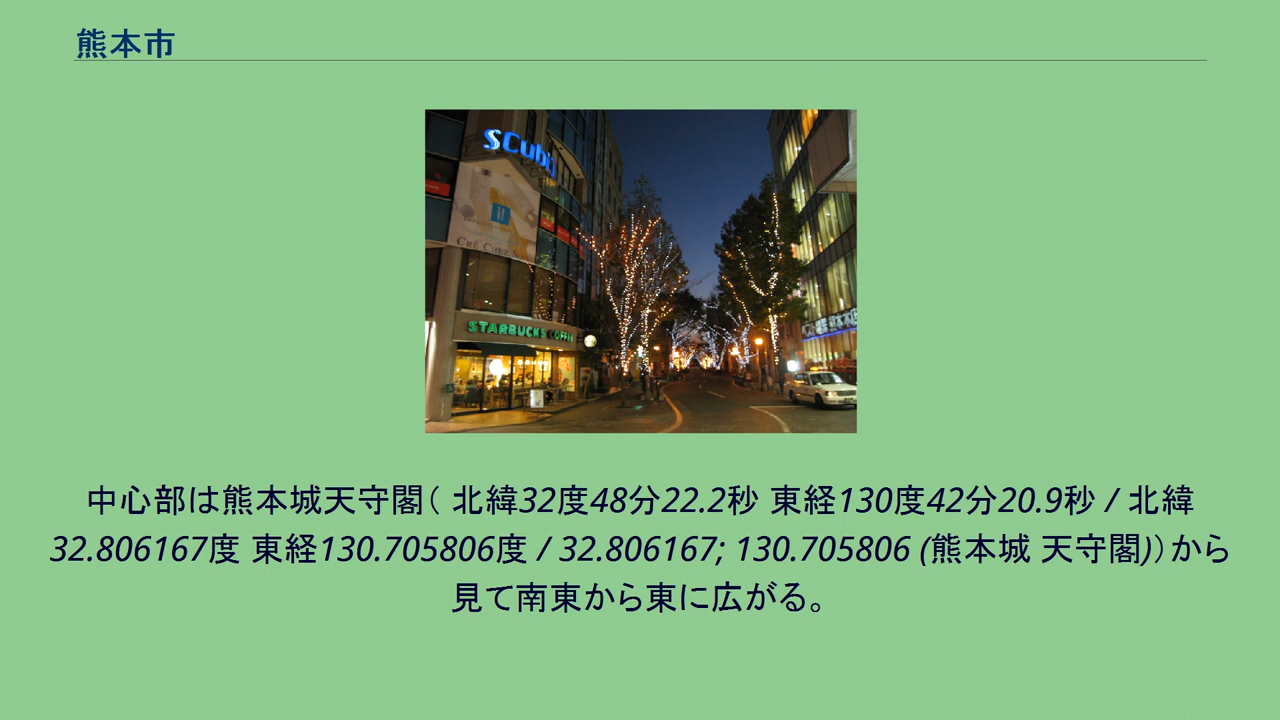 熊本市
sCubi
CRÉ CHER S
STARBUCKS COFFEE
中心部は熊本城天守閣（ 北緯32度48分22.2秒 東経130度42分20.9秒 / 北緯
32.806167度 東経130.705806度 / 32.806167; 130.705806 (熊本城 天守閣)）から
見て南東から東に広がる。